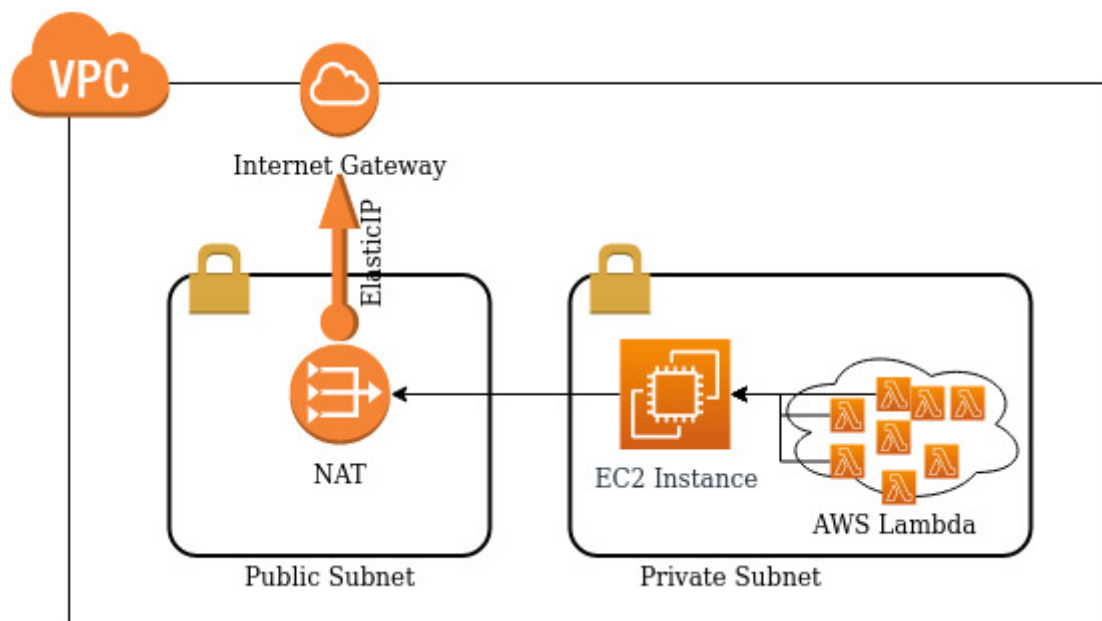 VPC
Internet Gateway
ElasticIP
NAT
EC2 Instance
AWS Lambda
Public Subnet
Private Subnet